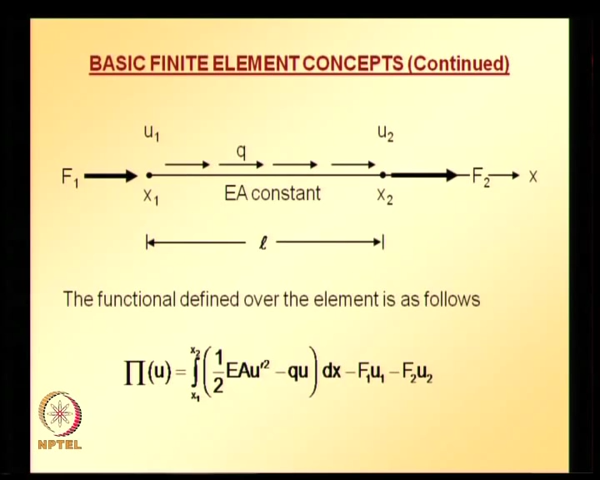 BASIC FINITE ELEMENT CONCEPTS (Continued)
u₁ u₂
q
F₁ F₂ x
x₁ EA constant x₂
ℓ
The functional defined over the element is as follows
∏(u) = ∫ₓ₁ˣ² (1/2 EAu′² − qu) dx − F₁u₁ − F₂u₂
NPTEL